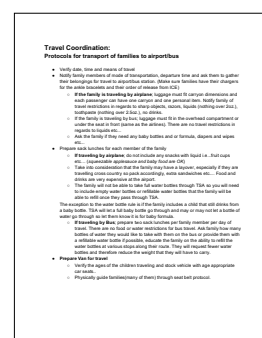 Travel Coordination:
Protocols for transport of families to airport/bus
● Verify date, time and means of travel
● Notify family members of mode of transportation, departure time and ask them to gather
their belongings for travel to airport/bus station. (Make sure families have their chargers
for the ankle bracelets and their order of release from ICE)
○ If the family is traveling by airplane; luggage must fit carryon dimensions and
each passenger can have one carryon and one personal item. Notify family of
travel restrictions in regards to sharp objects, razors, liquids (nothing over 3oz.),
toothpaste (nothing over 2.5oz.), no drinks.
○ If the family is traveling by bus; luggage must fit in the overhead compartment or
under the seat in front (same as the airlines). There are no travel restrictions in
regards to liquids etc..
○ Ask the family if they need any baby bottles and or formula, diapers and wipes
etc..
● Prepare sack lunches for each member of the family
○ If traveling by airplane; do not include any snacks with liquid i.e..fruit cups
etc... (squeezable applesauce and baby food are OK)
○ Take into consideration that the family may have a layover, especially if they are
traveling cross country so pack accordingly, extra sandwiches etc... Food and
drinks are very expensive at the airport.
○ The family will not be able to take full water bottles through TSA so you will need
to include empty water bottles or refillable water bottles that the family will be
able to refill once they pass through TSA.
The exception to the water bottle rule is if the family includes a child that still drinks from
a baby bottle. TSA will let a full baby bottle go through and may or may not let a bottle of
water go through so let them know it is for baby formula.
○ If traveling by Bus; prepare two sack lunches per family member per day of
travel. There are no food or water restrictions for bus travel. Ask family how many
bottles of water they would like to take with them on the bus or provide them with
a refillable water bottle if possible, educate the family on the ability to refill the
water bottles at various stops along their route. They will request fewer water
bottles and therefore reduce the weight that they will have to carry.
● Prepare Van for travel
○ Verify the ages of the children traveling and stock vehicle with age appropriate
car seats..
○ Physically guide families(many of them) through seat belt protocol.